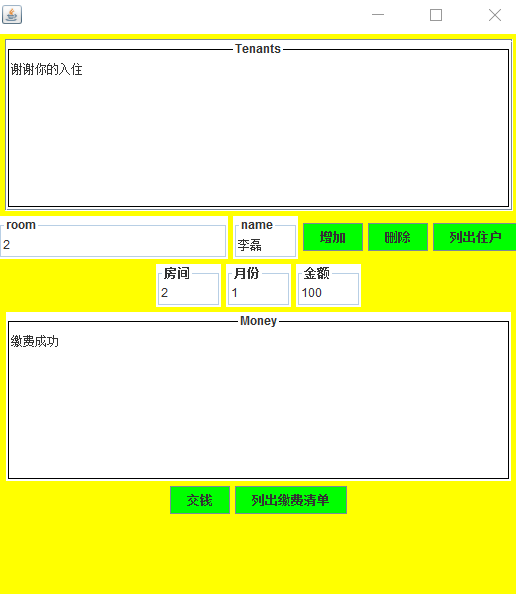 Tenants
谢谢你的入住
room
name
2
李磊
增加
删除
列出住户
房间
月份
金额
2
1
100
Money
缴费成功
交钱
列出缴费清单